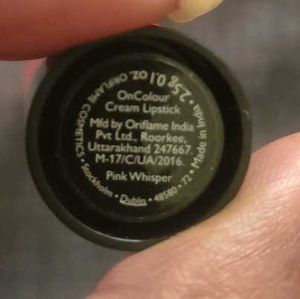 OnColour
Cream Lipstick
Mfd by Oriflame India
Pvt Ltd., Roorkee,
Uttarakhand 247667.
M-17/C/UA/2016.
Pink Whisper
ORIFLAME COSMETICS • Stockholm • Dublin • 48580 • 72 • Made in India • 2.5g 0.1 OZ.